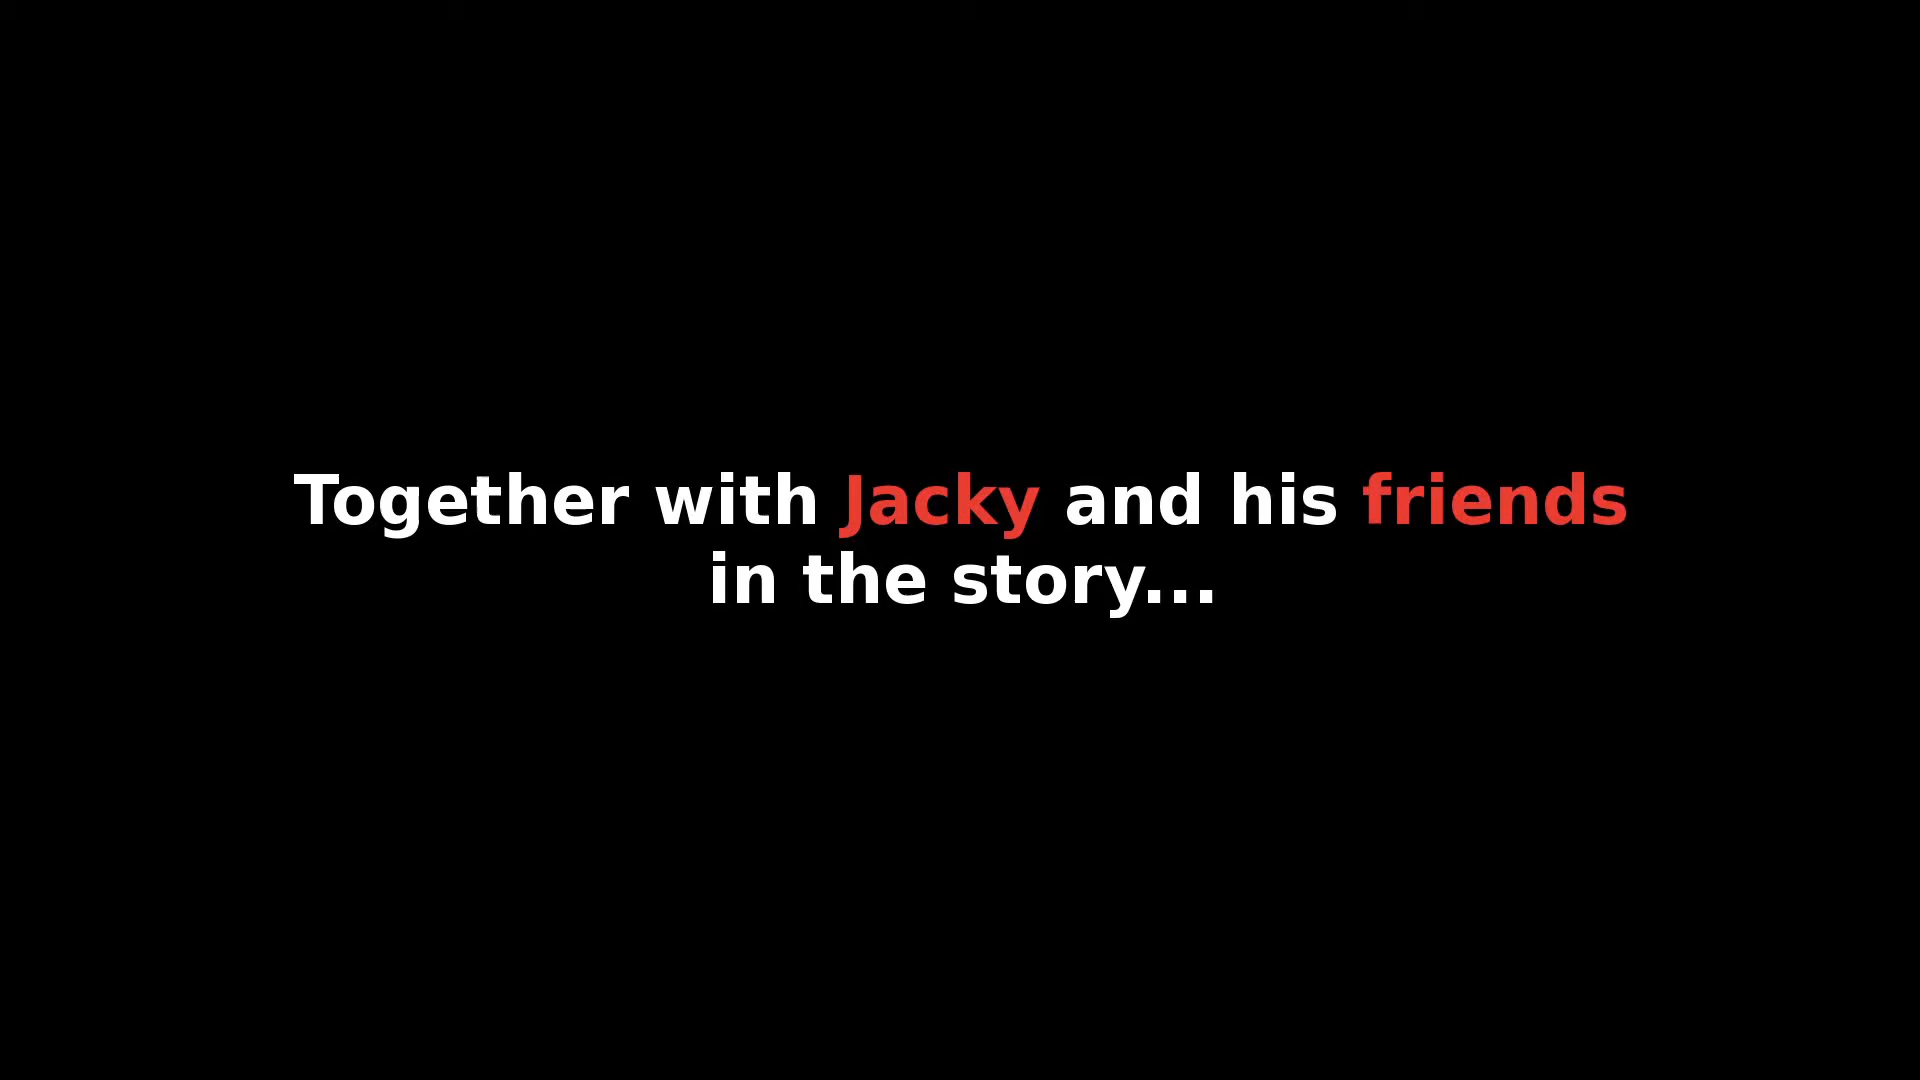 Together with Jacky and his friends
in the story...